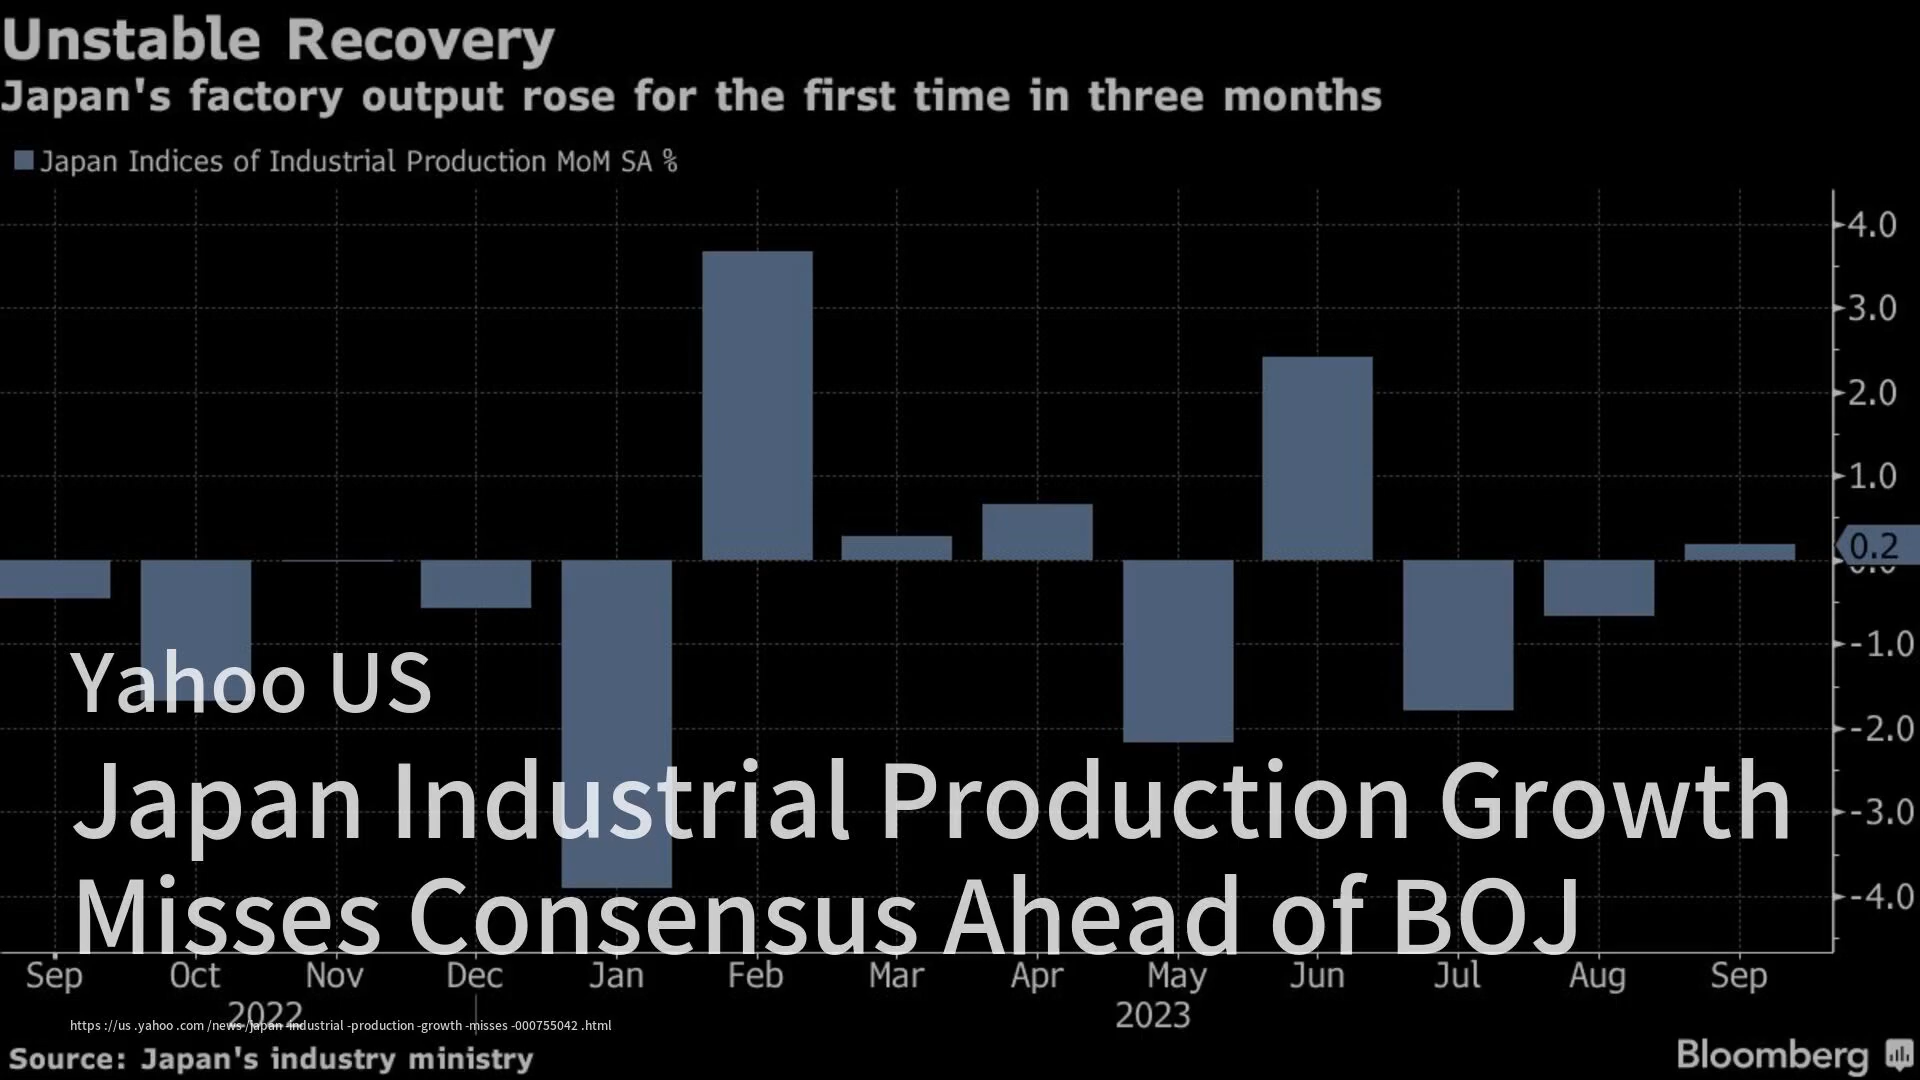 Unstable Recovery
Japan's factory output rose for the first time in three months
Japan Indices of Industrial Production MoM SA %
4.0
3.0
2.0
1.0
0.2
0.0
-1.0
-2.0
-3.0
-4.0
Yahoo US
Japan Industrial Production Growth
Misses Consensus Ahead of BOJ
Sep Oct Nov Dec Jan Feb Mar Apr May Jun Jul Aug Sep
2022 2023
https://us.yahoo.com/news/japan-industrial-production-growth-misses-000755042.html
Source: Japan's industry ministry
Bloomberg